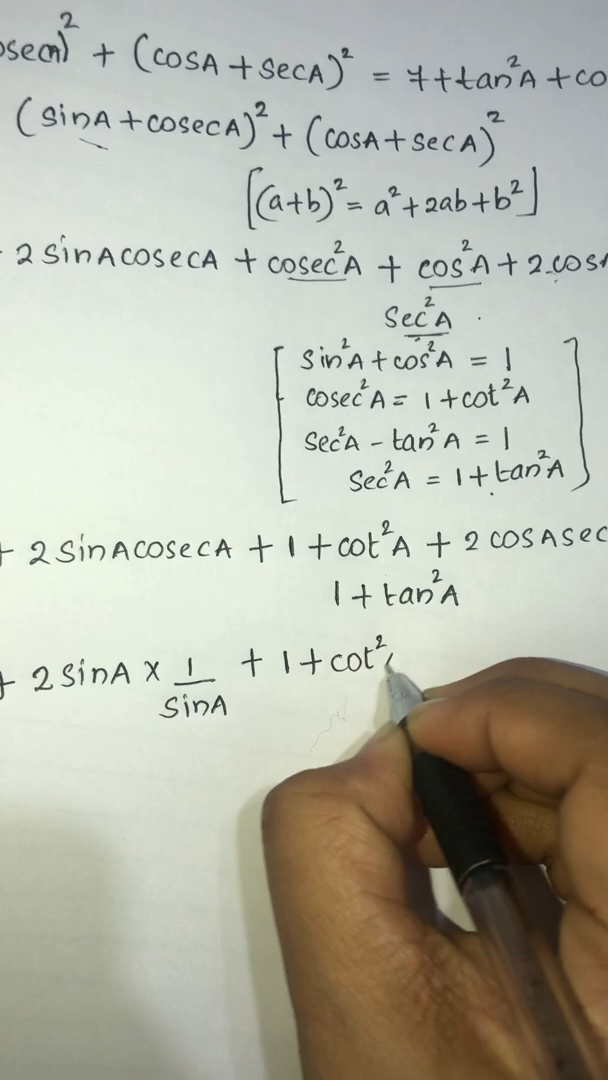 osecA)² + (cosA + secA)² = 7 + tan²A + co
(sinA + cosecA)² + (cosA + secA)²
[(a+b)² = a² + 2ab + b²]
2 sinA cosecA + cosec²A + cos²A + 2 cosA
sec²A
sin²A + cos²A = 1
cosec²A = 1 + cot²A
sec²A - tan²A = 1
sec²A = 1 + tan²A
+ 2 sinA cosecA + 1 + cot²A + 2 cosA sec
1 + tan²A
+ 2 sinA × 1/sinA + 1 + cot²